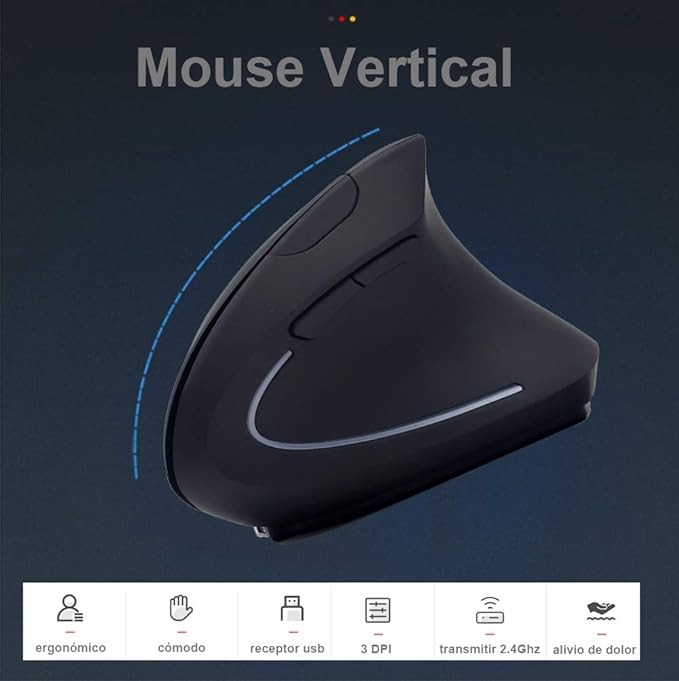 Mouse Vertical
ergonómico
cómodo
receptor usb
3 DPI
transmitir 2.4Ghz
alivio de dolor